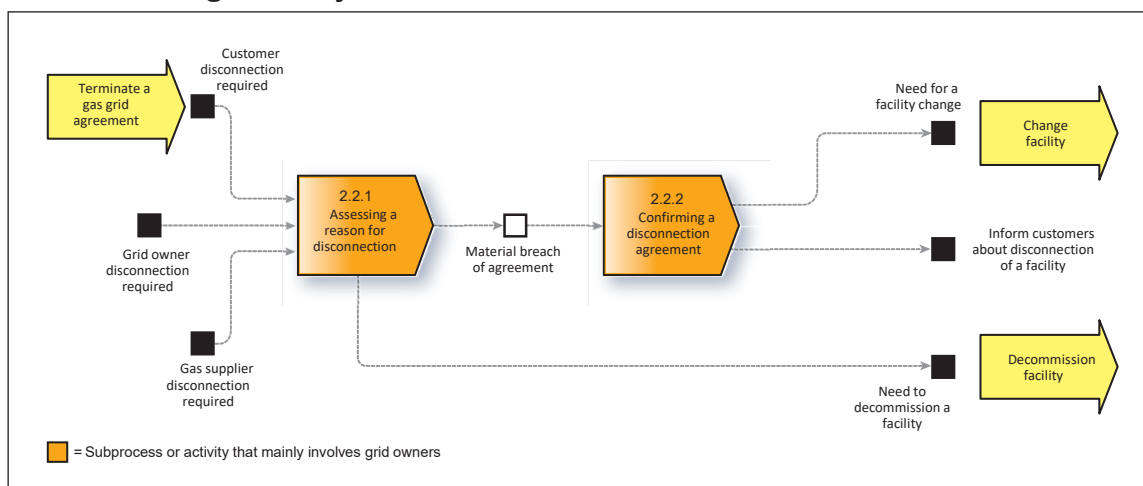 Customer
disconnection
required
Terminate a
gas grid
agreement
Need for a
facility change
Change
facility
2.2.1
Assessing a
reason for
disconnection
2.2.2
Confirming a
disconnection
agreement
Grid owner
disconnection
required
Material breach
of agreement
Inform customers
about disconnection
of a facility
Gas supplier
disconnection
required
Need to
decommission a
facility
Decommission
facility
= Subprocess or activity that mainly involves grid owners